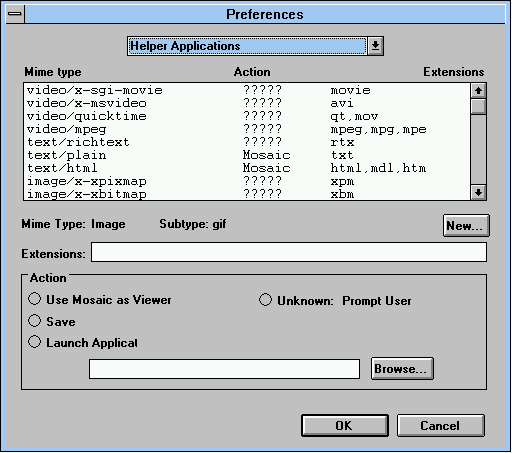 Preferences
Helper Applications
Mime type Action Extensions
video/x-sgi-movie ????? movie
video/x-msvideo ????? avi
video/quicktime ????? qt,mov
video/mpeg ????? mpeg,mpg,mpe
text/richtext ????? rtx
text/plain Mosaic txt
text/html Mosaic html,mdl,htm
image/x-xpixmap ????? xpm
image/x-xbitmap ????? xbm
Mime Type: Image Subtype: gif New...
Extensions:
Action
Use Mosaic as Viewer Unknown: Prompt User
Save
Launch Applicat
Browse...
OK Cancel